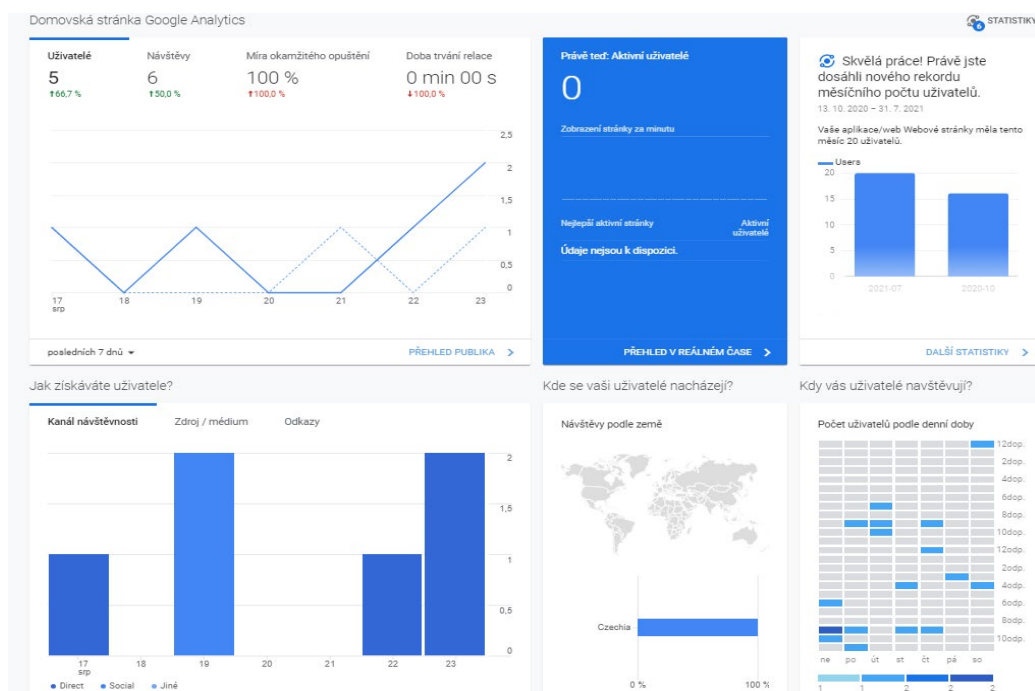 Domovská stránka Google Analytics
STATISTIKY
6
Uživatelé
Návštěvy
Míra okamžitého opuštění
Doba trvání relace
5
6
100 %
0 min 00 s
↑66,7 %
↑50,0 %
↑100,0 %
↓100,0 %
2,5
2
1,5
1
0,5
0
17
srp
18
19
20
21
22
23
posledních 7 dnů
PŘEHLED PUBLIKA
Právě teď: Aktivní uživatelé
0
Zobrazení stránky za minutu
Nejlepší aktivní stránky
Aktivní
uživatelé
Údaje nejsou k dispozici.
PŘEHLED V REÁLNÉM ČASE
Skvělá práce! Právě jste
dosáhli nového rekordu
měsíčního počtu uživatelů.
13. 10. 2020 – 31. 7. 2021
Vaše aplikace/web Webové stránky měla tento
měsíc 20 uživatelů.
Users
20
15
10
5
0
2021-07
2020-10
DALŠÍ STATISTIKY
Jak získáváte uživatele?
Kanál návštěvnosti
Zdroj / médium
Odkazy
2
1,5
1
0,5
0
17
srp
18
19
20
21
22
23
Direct
Social
Jiné
Kde se vaši uživatelé nacházejí?
Návštěvy podle země
Czechia
0 %
100 %
Kdy vás uživatelé navštěvují?
Počet uživatelů podle denní doby
12dop.
2dop.
4dop.
6dop.
8dop.
10dop.
12odp.
2odp.
4odp.
6odp.
8odp.
10odp.
ne
po
út
st
čt
pá
so
1
1
2
2
2